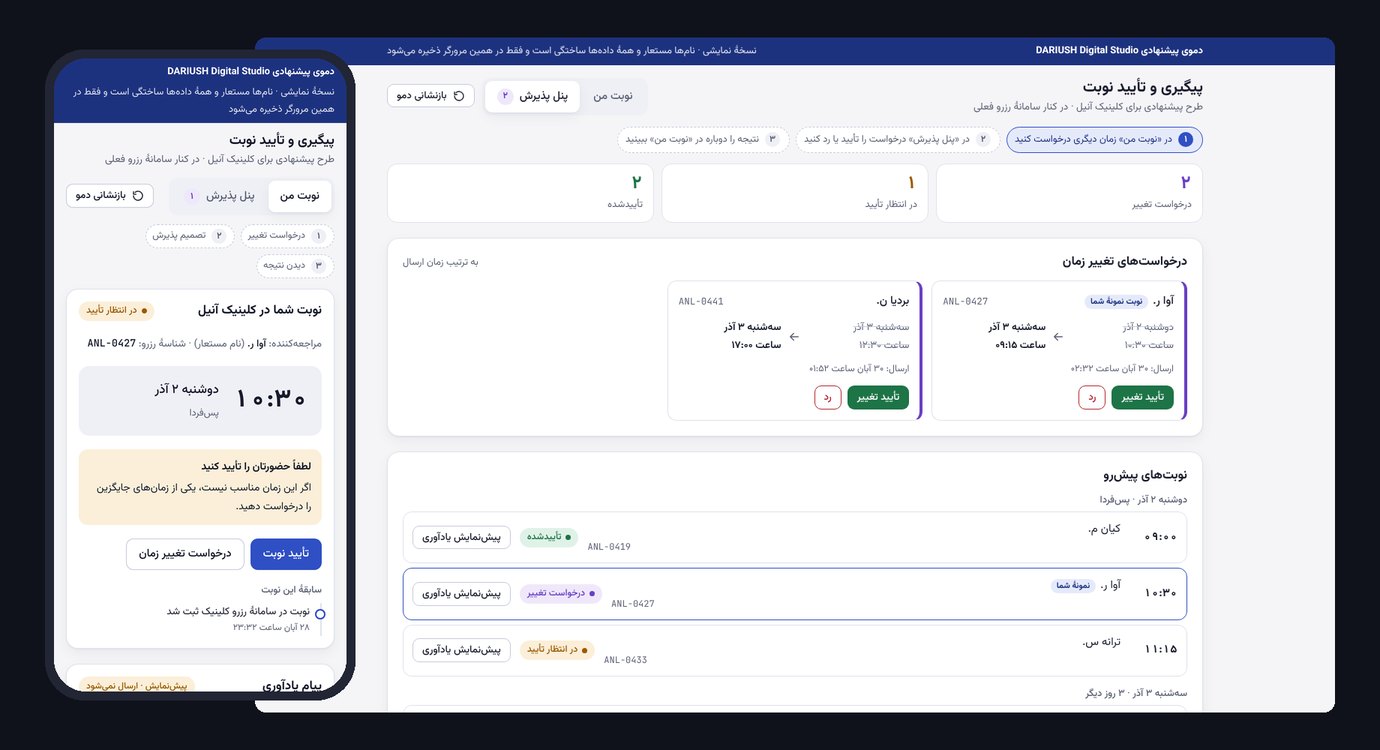 دموی پیشنهادی DARIUSH Digital Studio
نسخهٔ نمایشی · نام‌ها مستعار و همهٔ داده‌ها ساختگی است و فقط در همین مرورگر ذخیره می‌شود
پیگیری و تأیید نوبت
طرح پیشنهادی برای کلینیک آنیل · در کنار سامانهٔ رزرو فعلی
نوبت من
پنل پذیرش ۲
بازنشانی دمو
۱ در «نوبت من» زمان دیگری درخواست کنید
۲ در «پنل پذیرش» درخواست را تأیید یا رد کنید
۳ نتیجه را دوباره در «نوبت من» ببینید
۲
درخواست تغییر
۱
در انتظار تأیید
۲
تأییدشده
درخواست‌های تغییر زمان
به ترتیب زمان ارسال
آوا ر. نوبت نمونهٔ شما ANL-0427
دوشنبه ۲ آذر ← سه‌شنبه ۳ آذر
ساعت ۱۰:۳۰ ساعت ۰۹:۱۵
ارسال: ۳۰ آبان ساعت ۰۲:۳۲
تأیید تغییر رد
بردیا ن. ANL-0441
سه‌شنبه ۳ آذر ← سه‌شنبه ۳ آذر
ساعت ۱۲:۳۰ ساعت ۱۷:۰۰
ارسال: ۳۰ آبان ساعت ۰۱:۵۲
تأیید تغییر رد
نوبت‌های پیش‌رو
دوشنبه ۲ آذر · پس‌فردا
۰۹:۰۰ کیان م. ANL-0419 تأییدشده پیش‌نمایش یادآوری
۱۰:۳۰ آوا ر. نمونهٔ شما ANL-0427 درخواست تغییر پیش‌نمایش یادآوری
۱۱:۱۵ ترانه س. ANL-0433 در انتظار تأیید پیش‌نمایش یادآوری
سه‌شنبه ۳ آذر · ۳ روز دیگر
دموی پیشنهادی DARIUSH Digital Studio
نسخهٔ نمایشی · نام‌ها مستعار و همهٔ داده‌ها ساختگی است و فقط در
همین مرورگر ذخیره می‌شود
پیگیری و تأیید نوبت
طرح پیشنهادی برای کلینیک آنیل · در کنار سامانهٔ رزرو فعلی
نوبت من
پنل پذیرش ۱
بازنشانی دمو
۱ درخواست تغییر
۲ تصمیم پذیرش
۳ دیدن نتیجه
نوبت شما در کلینیک آنیل
در انتظار تأیید
مراجعه‌کننده: آوا ر. (نام مستعار) · شناسهٔ رزرو: ANL-0427
۱۰:۳۰
دوشنبه ۲ آذر
پس‌فردا
لطفاً حضورتان را تأیید کنید
اگر این زمان مناسب نیست، یکی از زمان‌های جایگزین
را درخواست دهید.
تأیید نوبت
درخواست تغییر زمان
سابقهٔ این نوبت
نوبت در سامانهٔ رزرو کلینیک ثبت شد
۲۸ آبان ساعت ۲۳:۳۲
پیام یادآوری
پیش‌نمایش · ارسال نمی‌شود